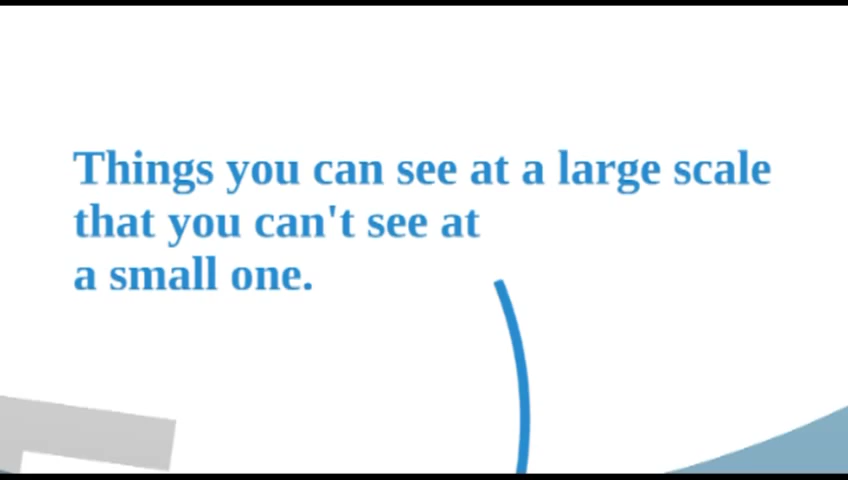 Things you can see at a large scale
that you can't see at
a small one.